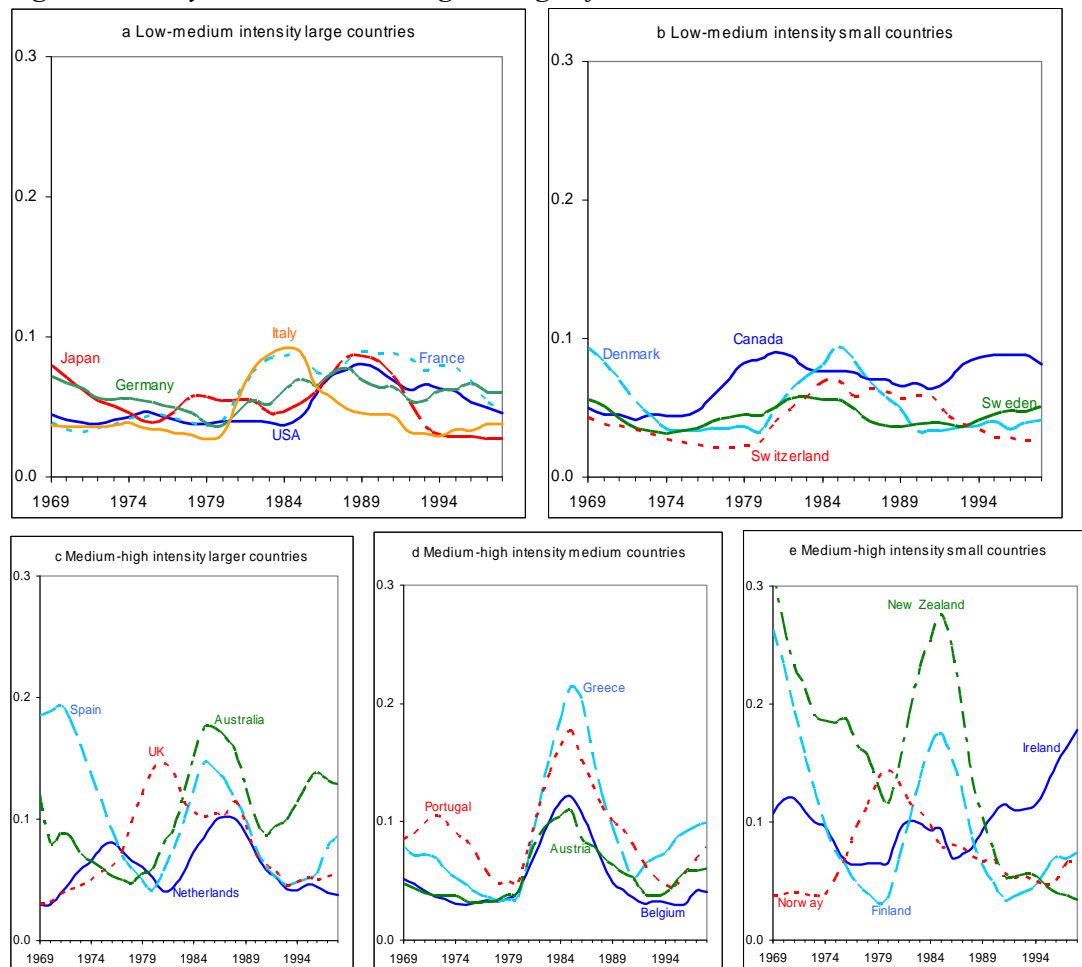 a Low-medium intensity large countries
0.3
0.2
0.1
0.0
Japan
Germany
Italy
USA
France
1969 1974 1979 1984 1989 1994
b Low-medium intensity small countries
0.3
0.2
0.1
0.0
Denmark
Canada
Switzerland
Sweden
1969 1974 1979 1984 1989 1994
c Medium-high intensity larger countries
0.3
0.2
0.1
0.0
Spain
UK
Australia
Netherlands
1969 1974 1979 1984 1989 1994
d Medium-high intensity medium countries
0.3
0.2
0.1
0.0
Portugal
Greece
Austria
Belgium
1969 1974 1979 1984 1989 1994
e Medium-high intensity small countries
0.3
0.2
0.1
0.0
New Zealand
Ireland
Norway
Finland
1969 1974 1979 1984 1989 1994